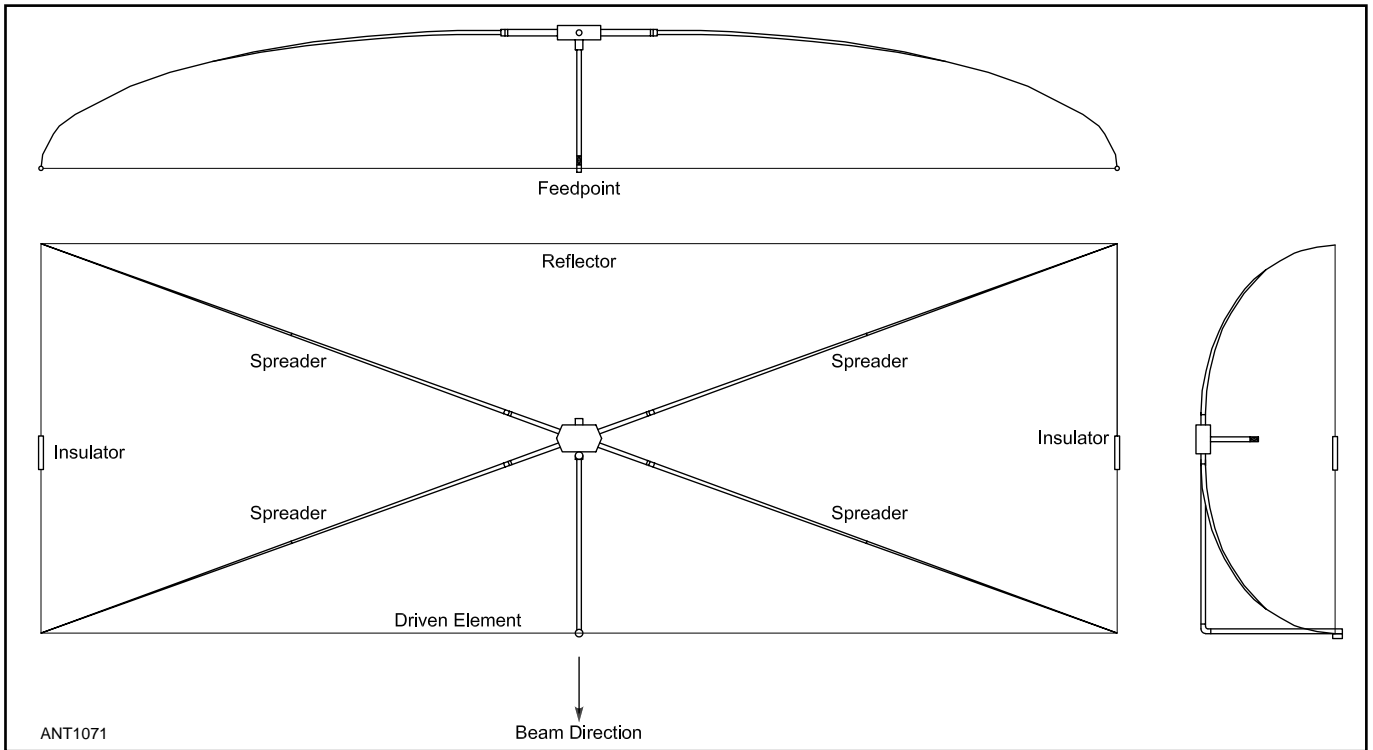 Feedpoint
Reflector
Spreader
Spreader
Insulator
Insulator
Spreader
Spreader
Driven Element
Beam Direction
ANT1071